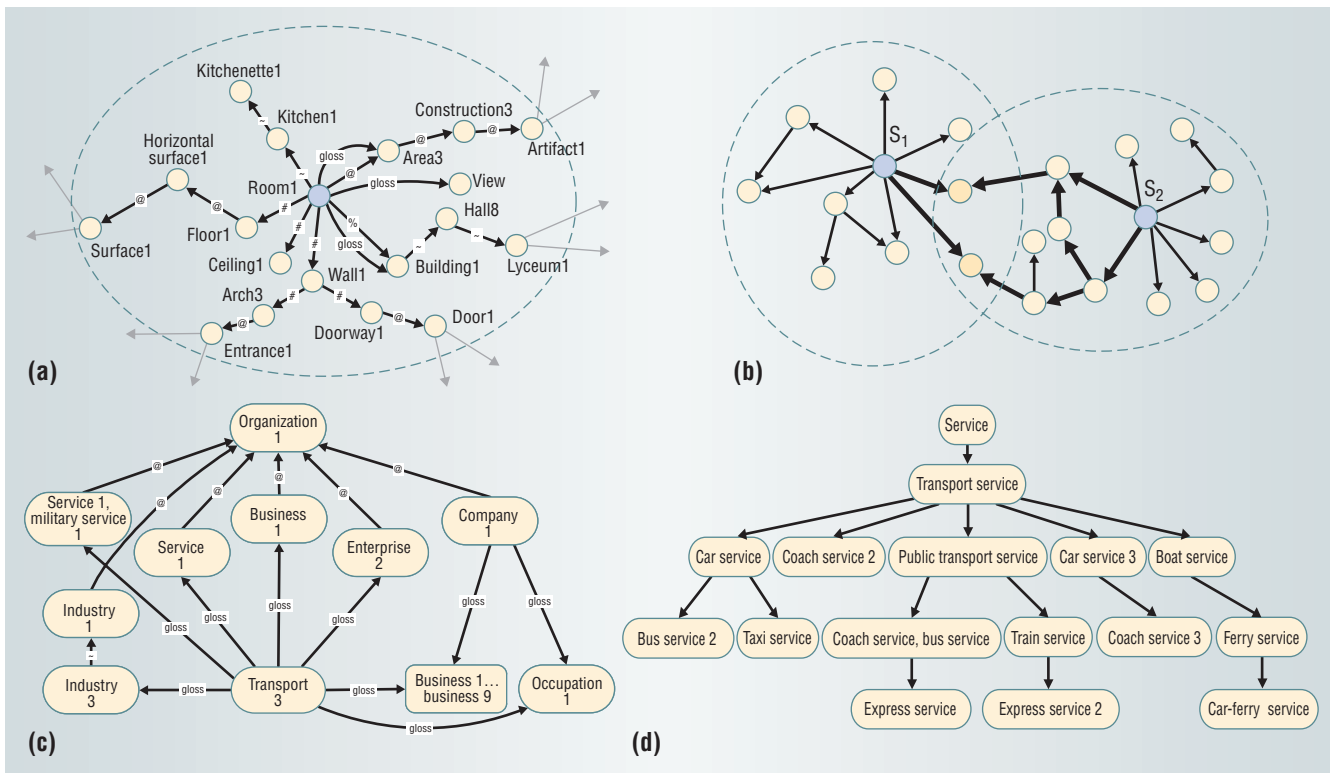 Kitchenette1
Kitchen1
Construction3
Artifact1
Horizontal
surface1
Area3
View
Room1
gloss
@
@
@
~
~
gloss
Hall8
Lyceum1
Building1
%
gloss
~
~
Surface1
@
@
#
Floor1
Ceiling1
#
#
Wall1
Arch3
#
#
@
@
Entrance1
Doorway1
Door1
(a)
S1
S2
(b)
Organization
1
@
@
@
@
@
@
Service 1,
military service
1
Service
1
Business
1
Enterprise
2
Company
1
Industry
1
gloss
gloss
gloss
gloss
gloss
gloss
~
Industry
3
gloss
Transport
3
gloss
Business 1...
business 9
Occupation
1
gloss
(c)
Service
Transport service
Car service
Coach service 2
Public transport service
Car service 3
Boat service
Bus service 2
Taxi service
Coach service, bus service
Train service
Coach service 3
Ferry service
Express service
Express service 2
Car-ferry service
(d)